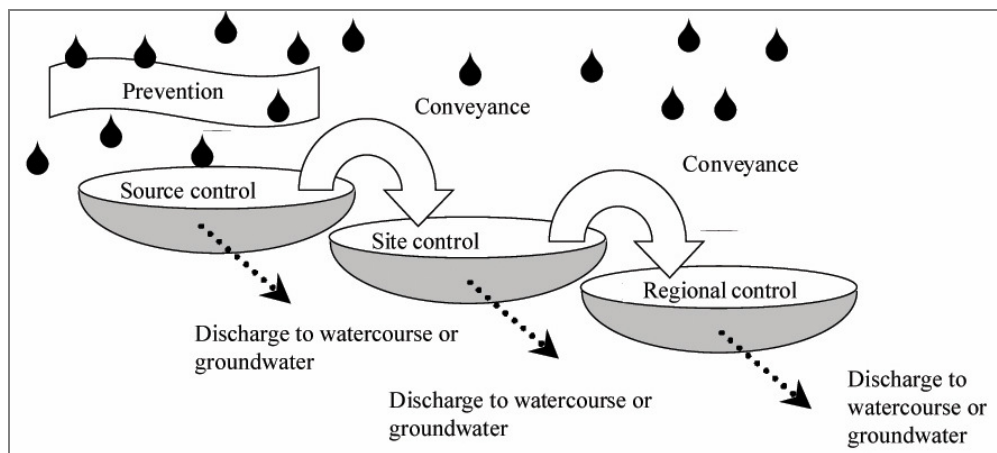 Prevention
Conveyance
Conveyance
Source control
Site control
Regional control
Discharge to watercourse or
groundwater
Discharge to watercourse or
groundwater
Discharge to
watercourse or
groundwater